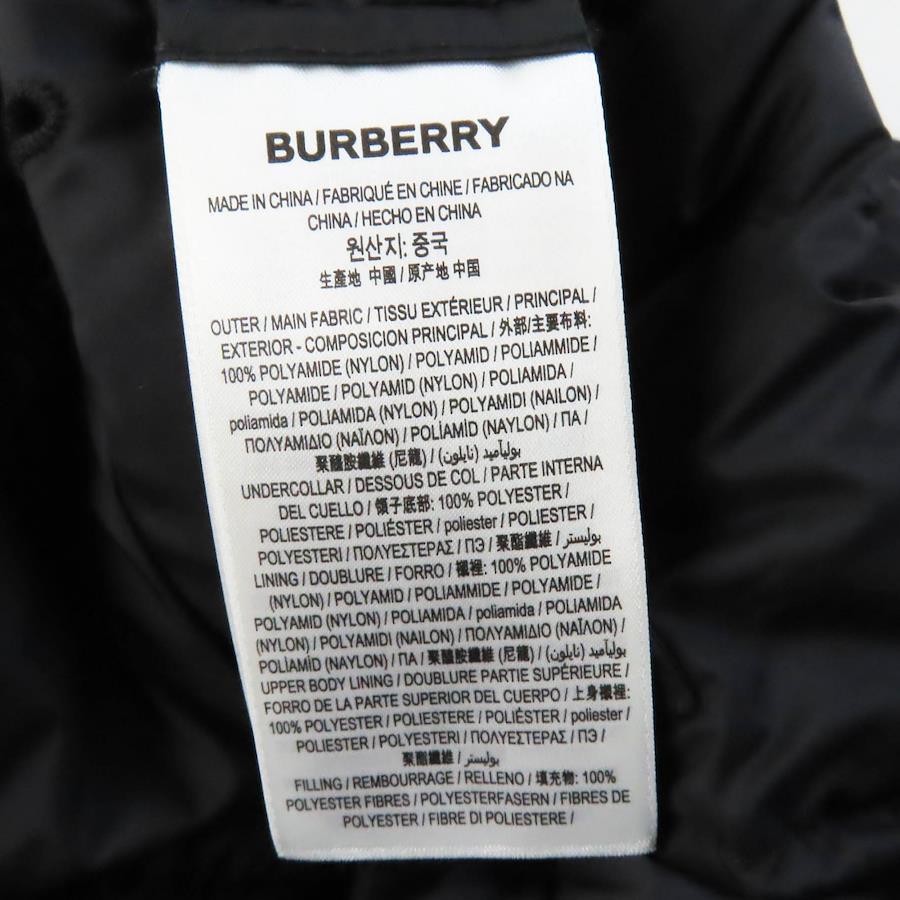 BURBERRY
MADE IN CHINA / FABRIQUÉ EN CHINE / FABRICADO NA
CHINA / HECHO EN CHINA
원산지: 중국
生產地 中國 / 原产地 中国
OUTER / MAIN FABRIC / TISSU EXTÉRIEUR / PRINCIPAL /
EXTERIOR - COMPOSICION PRINCIPAL / 外部/主要布料:
100% POLYAMIDE (NYLON) / POLYAMID / POLIAMMIDE /
POLYAMIDE / POLYAMID (NYLON) / POLIAMIDA /
poliamida / POLIAMIDA (NYLON) / POLYAMIDI (NAILON) /
ΠΟΛΥΑΜΙΔΙΟ (ΝΑΪΛΟΝ) / POLÍAMÍD (NAYLON) / ПА /
聚醯胺纖維 (尼龍) / بولیآمید (نایلون) /
UNDERCOLLAR / DESSOUS DE COL / PARTE INTERNA
DEL CUELLO / 領子底部: 100% POLYESTER /
POLIESTERE / POLIÉSTER / poliester / POLIESTER /
POLYESTERI / ΠΟΛΥΕΣΤΕΡΑΣ / ПЭ / 聚酯纖維 / بوليستر /
LINING / DOUBLURE / FORRO / 襯裡: 100% POLYAMIDE
(NYLON) / POLYAMID / POLIAMMIDE / POLYAMIDE /
POLYAMID (NYLON) / POLIAMIDA / poliamida / POLIAMIDA
(NYLON) / POLYAMIDI (NAILON) / ΠΟΛΥΑΜΙΔΙΟ (ΝΑΪΛΟΝ) /
POLÍAMÍD (NAYLON) / ПА / 聚醯胺纖維 (尼龍) / بولیآمید (نایلون) /
UPPER BODY LINING / DOUBLURE PARTIE SUPÉRIEURE /
FORRO DE LA PARTE SUPERIOR DEL CUERPO / 上身襯裡:
100% POLYESTER / POLIESTERE / POLIÉSTER / poliester /
POLIESTER / POLYESTERI / ΠΟΛΥΕΣΤΕΡΑΣ / ПЭ /
聚酯纖維 / بوليستر /
FILLING / REMBOURRAGE / RELLENO / 填充物: 100%
POLYESTER FIBRES / POLYESTERFASERN / FIBRES DE
POLYESTER / FIBRE DI POLIESTERE /